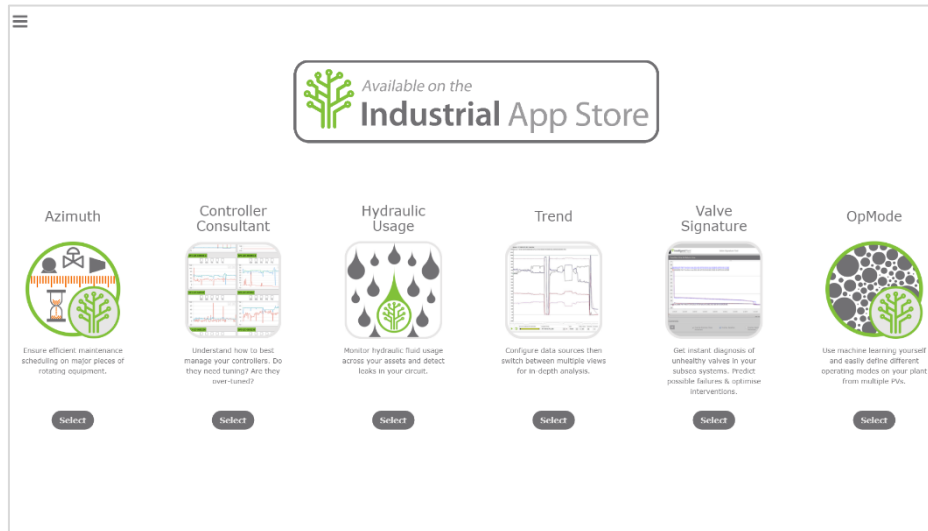 Available on the
Industrial App Store
Azimuth
Ensure efficient maintenance
scheduling on major pieces of
rotating equipment.
Select
Controller
Consultant
Understand how to best
manage your controllers. Do
they need tuning? Are they
over-tuned?
Select
Hydraulic
Usage
Monitor hydraulic fluid usage
across your assets and detect
leaks in your circuit.
Select
Trend
Configure data sources then
switch between multiple views
for in-depth analysis.
Select
Valve
Signature
Get instant diagnosis of
unhealthy valves in your
subsea systems. Predict
possible failures & optimise
interventions.
Select
OpMode
Use machine learning yourself
and easily define different
operating modes on your plant
from multiple PVs.
Select